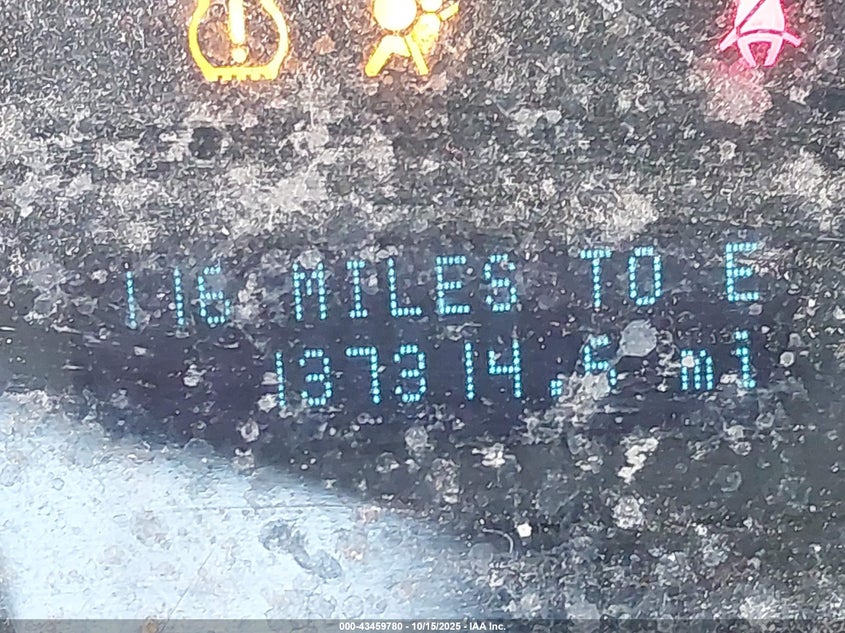 116 MILES TO E
137314.5 mi
000-43459780 - 10/15/2025 - IAA Inc.